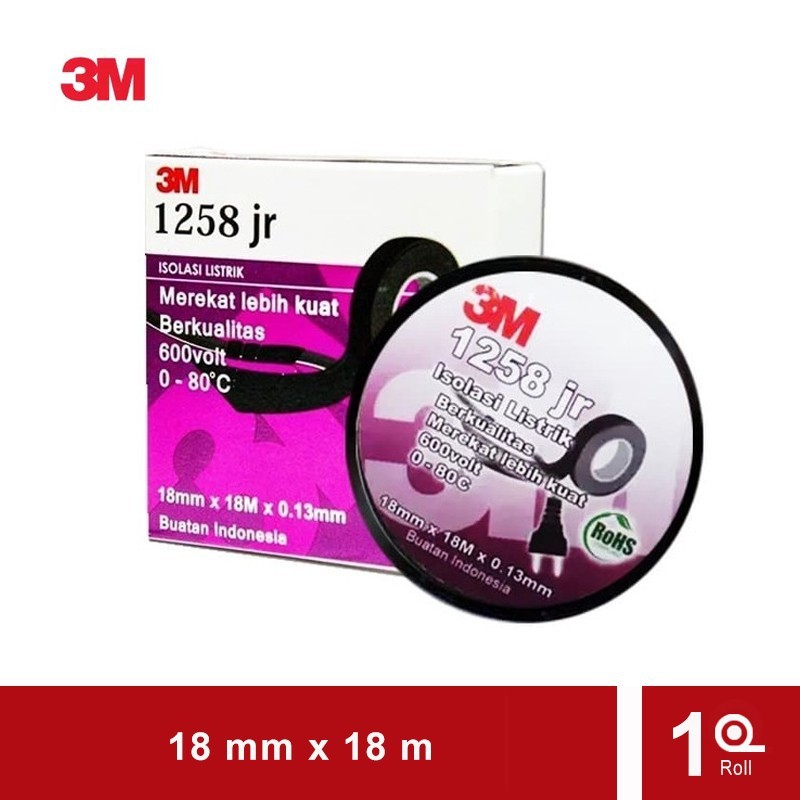 3M
3M
1258 jr
ISOLASI LISTRIK
Merekat lebih kuat
Berkualitas
600volt
0 - 80°C
18mm x 18M x 0.13mm
Buatan Indonesia
3M
1258 jr
Isolasi Listrik
Berkualitas
Merekat lebih kuat
600volt
0 - 80C
18mm x 18M x 0.13mm
Buatan Indonesia
RoHS
18 mm x 18 m
1
Roll